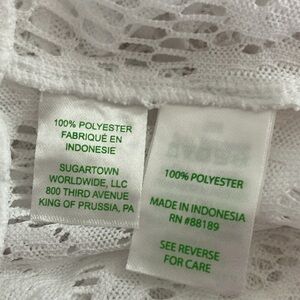 100% POLYESTER
FABRIQUÉ EN
INDONESIE
SUGARTOWN
WORLDWIDE, LLC
800 THIRD AVENUE
KING OF PRUSSIA, PA
100% POLYESTER
MADE IN INDONESIA
RN #88189
SEE REVERSE
FOR CARE